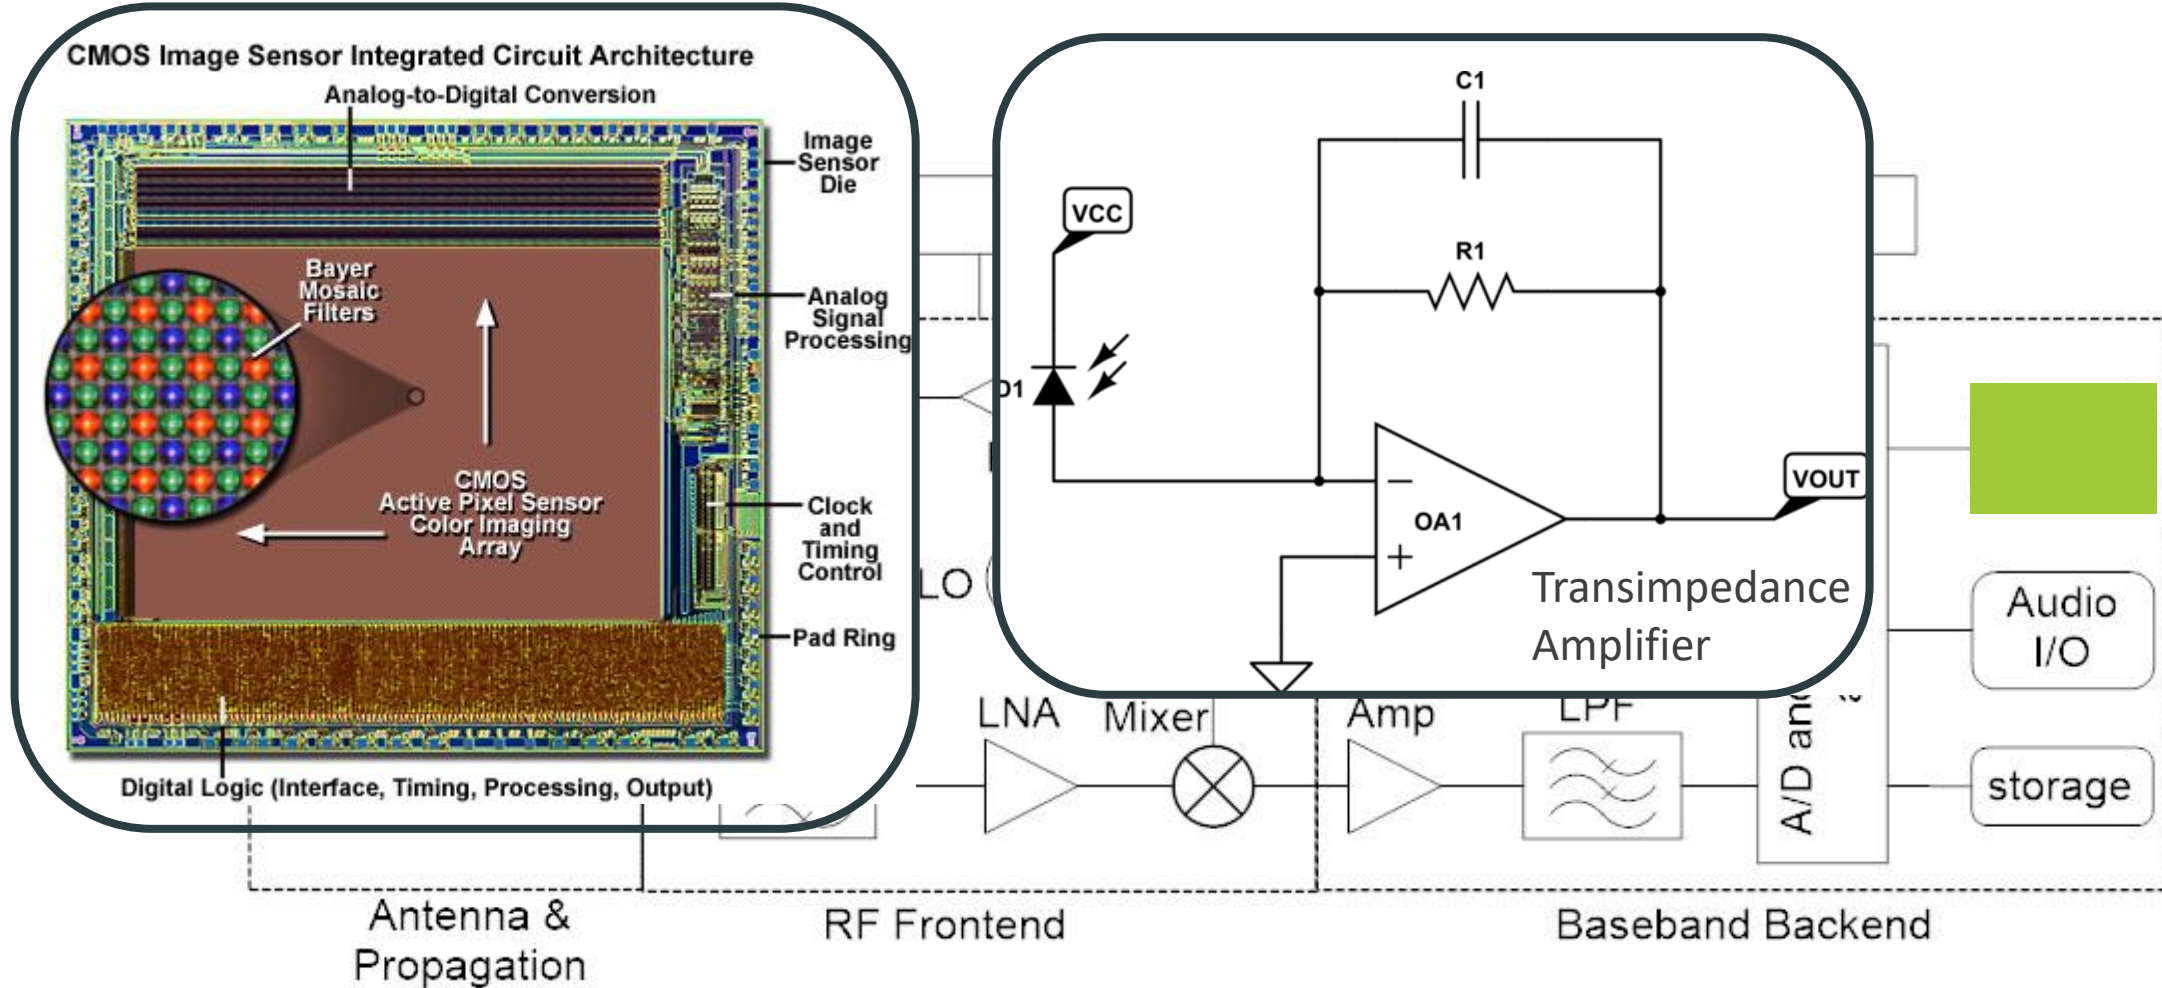 CMOS Image Sensor Integrated Circuit Architecture
Analog-to-Digital Conversion
Image
Sensor
Die
Bayer
Mosaic
Filters
Analog
Signal
Processing
CMOS
Active Pixel Sensor
Color Imaging
Array
Clock
and
Timing
Control
Pad Ring
Digital Logic (Interface, Timing, Processing, Output)
C1
VCC
R1
D1
−
OA1
+
VOUT
Transimpedance
Amplifier
LO
LNA
Mixer
Amp
LPF
A/D and
Audio
I/O
storage
Antenna &
Propagation
RF Frontend
Baseband Backend